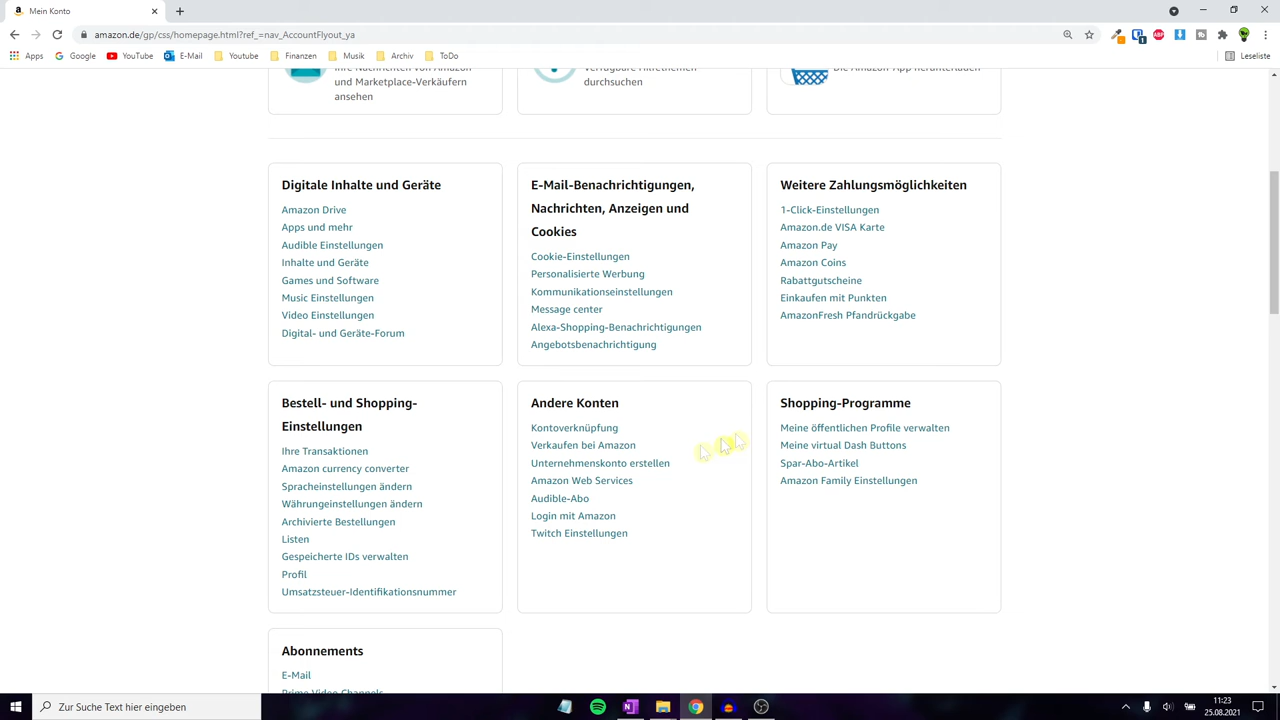 Mein Konto
amazon.de/gp/css/homepage.html?ref_=nav_AccountFlyout_ya
Apps Google YouTube E-Mail Youtube Finanzen Musik Archiv ToDo Leseliste
und Marketplace-Verkäufern
ansehen
durchsuchen
Digitale Inhalte und Geräte
Amazon Drive
Apps und mehr
Audible Einstellungen
Inhalte und Geräte
Games und Software
Music Einstellungen
Video Einstellungen
Digital- und Geräte-Forum
E-Mail-Benachrichtigungen,
Nachrichten, Anzeigen und
Cookies
Cookie-Einstellungen
Personalisierte Werbung
Kommunikationseinstellungen
Message center
Alexa-Shopping-Benachrichtigungen
Angebotsbenachrichtigung
Weitere Zahlungsmöglichkeiten
1-Click-Einstellungen
Amazon.de VISA Karte
Amazon Pay
Amazon Coins
Rabattgutscheine
Einkaufen mit Punkten
AmazonFresh Pfandrückgabe
Bestell- und Shopping-
Einstellungen
Ihre Transaktionen
Amazon currency converter
Spracheinstellungen ändern
Währungeinstellungen ändern
Archivierte Bestellungen
Listen
Gespeicherte IDs verwalten
Profil
Umsatzsteuer-Identifikationsnummer
Andere Konten
Kontoverknüpfung
Verkaufen bei Amazon
Unternehmenskonto erstellen
Amazon Web Services
Audible-Abo
Login mit Amazon
Twitch Einstellungen
Shopping-Programme
Meine öffentlichen Profile verwalten
Meine virtual Dash Buttons
Spar-Abo-Artikel
Amazon Family Einstellungen
Abonnements
E-Mail
Prime Video Channels
Zur Suche Text hier eingeben
11:23
25.08.2021